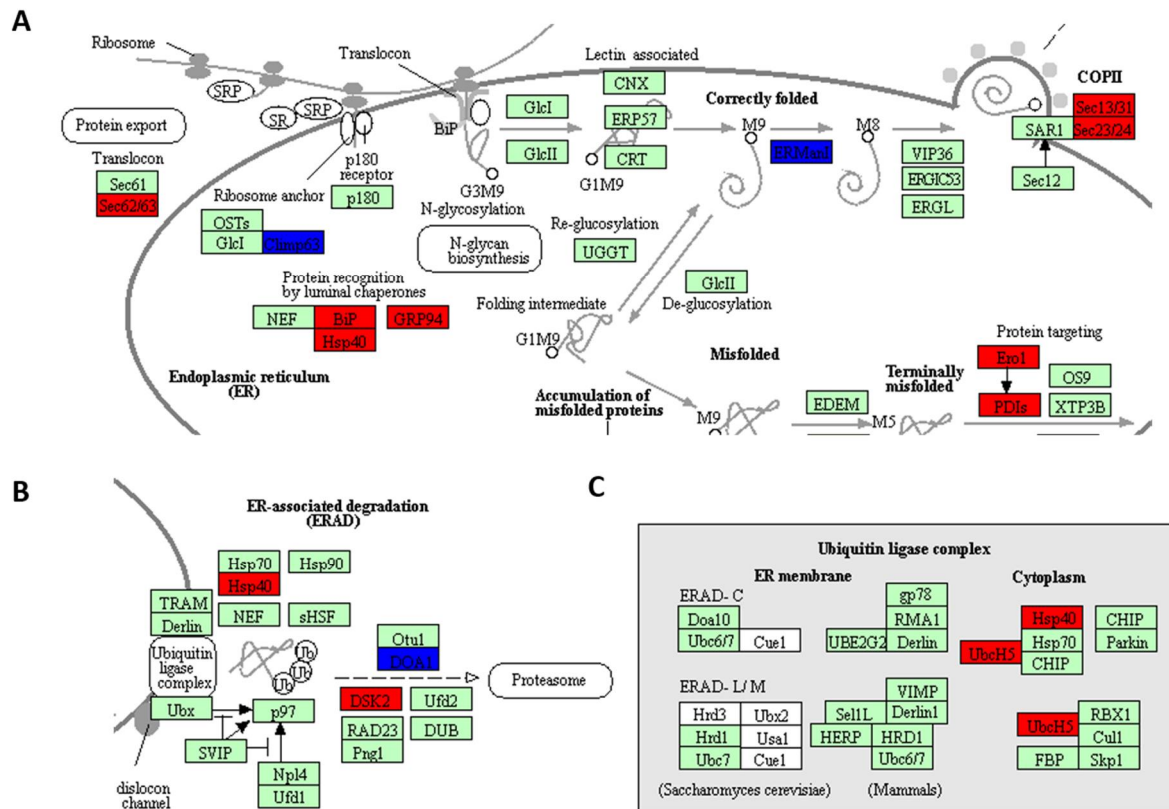 A
Ribosome
Translocon
Lectin associated
COPII
SRP
SRP
SR
BiP
GlcI
GlcII
CNX
ERP57
CRT
Correctly folded
M9
M8
ERManI
VIP36
ERGIC53
ERGL
Sec13/31
SAR1
Sec23/24
Sec12
Protein export
Translocon
Sec61
Sec62/63
p180
receptor
Ribosome anchor
p180
G3M9
N-glycosylation
G1M9
OSTs
GlcI
Climp63
N-glycan
biosynthesis
Re-glucosylation
UGGT
GlcII
De-glucosylation
Protein recognition
by luminal chaperones
NEF
BiP
GRP94
Hsp40
Folding intermediate
G1M9
Endoplasmic reticulum
(ER)
Misfolded
Accumulation of
misfolded proteins
M9
EDEM
Terminally
misfolded
M5
Protein targeting
Ero1
PDIs
OS9
XTP3B
B
ER-associated degradation
(ERAD)
Hsp70
Hsp40
Hsp90
TRAM
Derlin
NEF
sHSF
Ubiquitin
ligase
complex
Ub
Ub
Ub
Otu1
DOA1
Proteasome
Ubx
p97
SVIP
DSK2
Ufd2
RAD23
DUB
Png1
Npl4
Ufd1
dislocon
channel
C
Ubiquitin ligase complex
ER membrane
Cytoplasm
ERAD- C
Doa10
Ubc6/7
Cue1
gp78
RMA1
UBE2G2
Derlin
Hsp40
Hsp70
UbcH5
CHIP
CHIP
Parkin
ERAD- L/ M
Hrd3
Ubx2
Hrd1
Usa1
Ubc7
Cue1
VIMP
Sel1L
Derlin1
HERP
HRD1
Ubc6/7
UbcH5
RBX1
Cul1
FBP
Skp1
(Saccharomyces cerevisiae)
(Mammals)